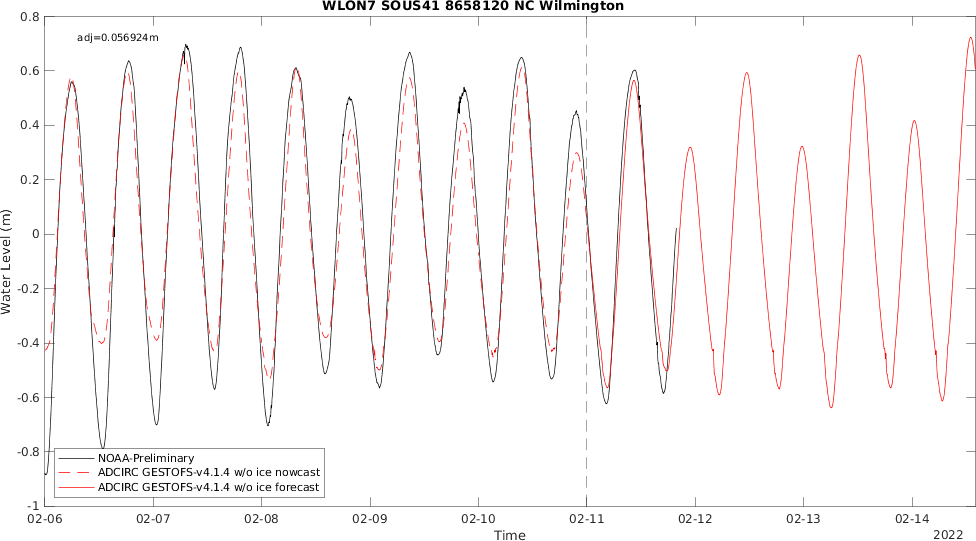 WLON7 SOUS41 8658120 NC Wilmington
adj=0.056924m
0.8
0.6
0.4
0.2
0
-0.2
-0.4
-0.6
-0.8
-1
Water Level (m)
NOAA-Preliminary
ADCIRC GESTOFS-v4.1.4 w/o ice nowcast
ADCIRC GESTOFS-v4.1.4 w/o ice forecast
02-06 02-07 02-08 02-09 02-10 02-11 02-12 02-13 02-14
Time
2022